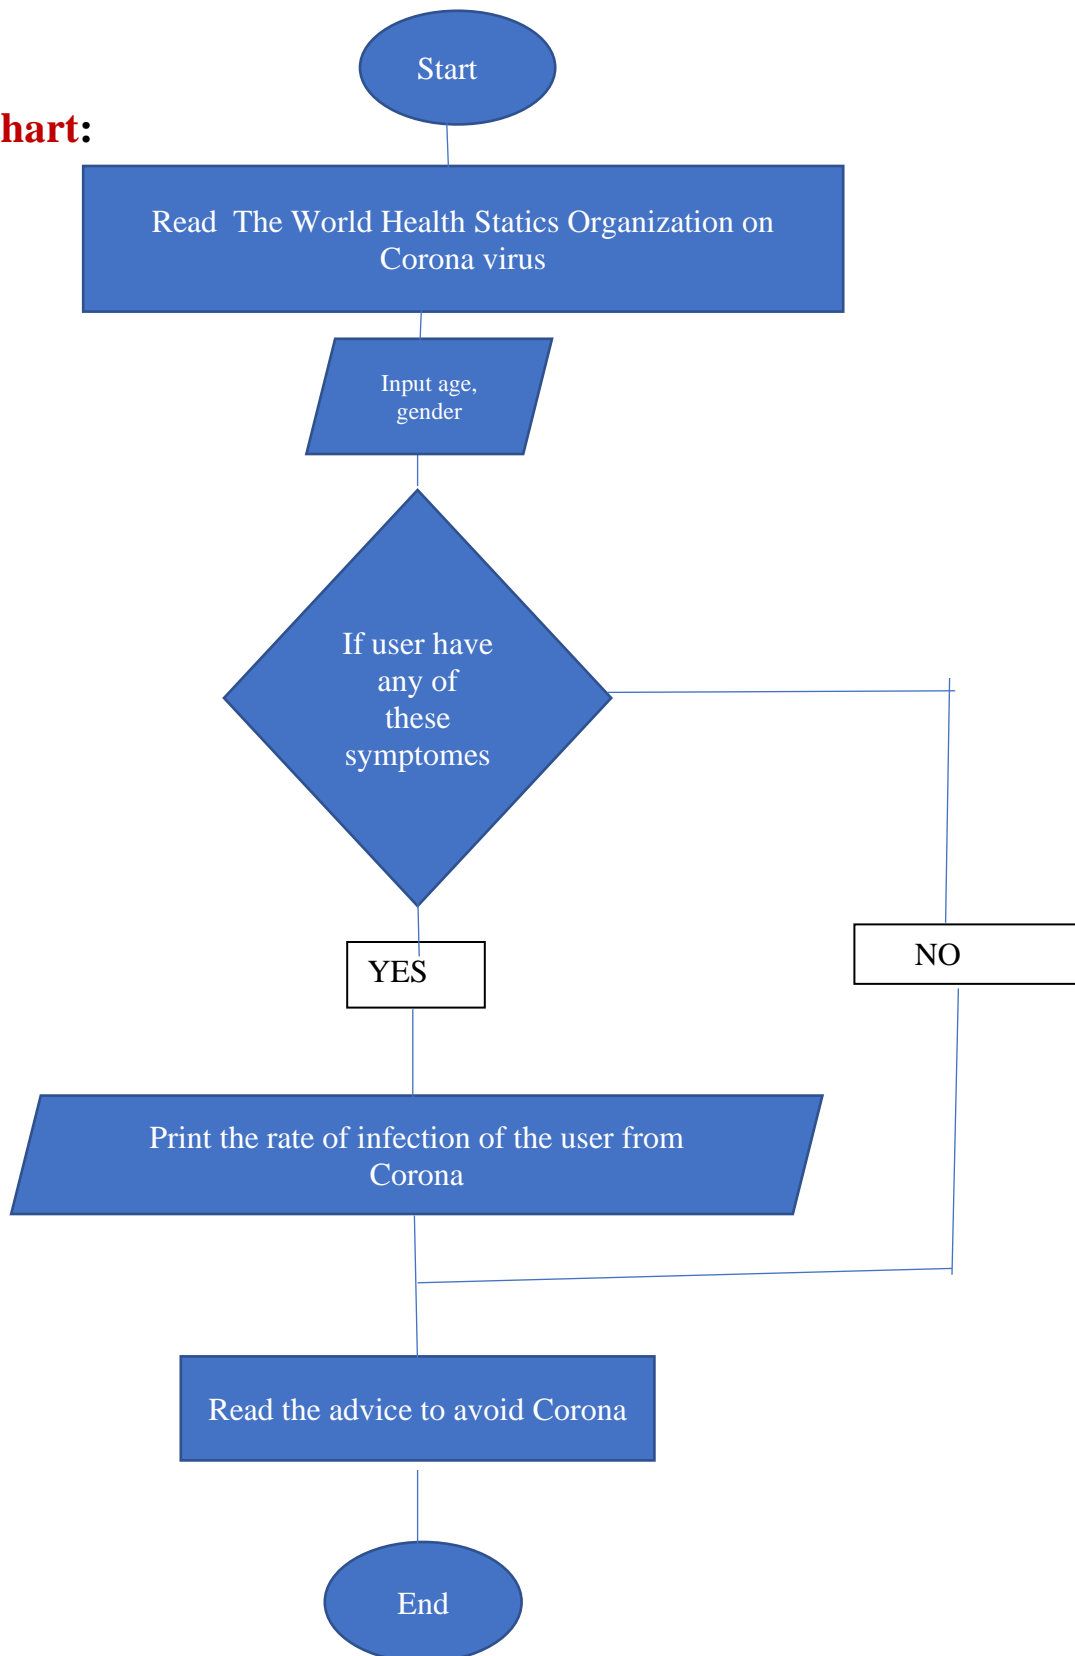 Start
hart:
Read  The World Health Statics Organization on
Corona virus
Input age,
gender
If user have
any of
these
symptomes
YES
NO
Print the rate of infection of the user from
Corona
Read the advice to avoid Corona
End